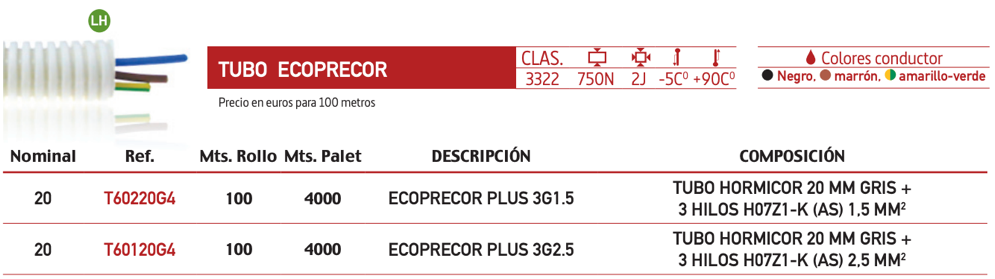 LH
TUBO ECOPRECOR
CLAS.
3322 750N 2J -5Cº +90Cº
Colores conductor
Negro, marrón, amarillo-verde
Precio en euros para 100 metros
Nominal Ref. Mts. Rollo Mts. Palet DESCRIPCIÓN COMPOSICIÓN
20 T60220G4 100 4000 ECOPRECOR PLUS 3G1.5 TUBO HORMICOR 20 MM GRIS +
3 HILOS H07Z1-K (AS) 1,5 MM²
20 T60120G4 100 4000 ECOPRECOR PLUS 3G2.5 TUBO HORMICOR 20 MM GRIS +
3 HILOS H07Z1-K (AS) 2,5 MM²